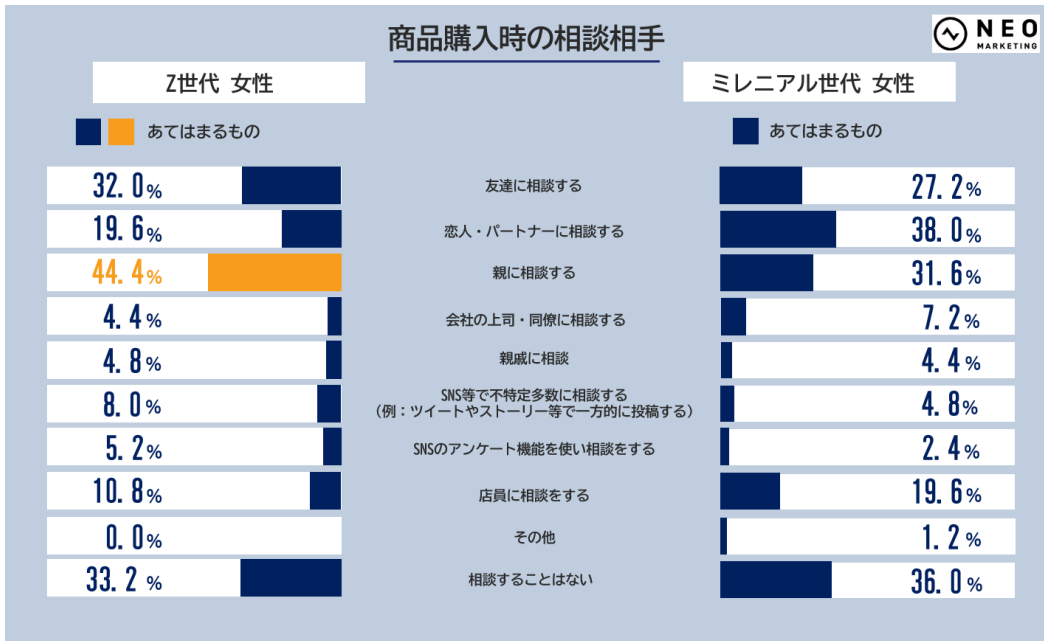 商品購入時の相談相手
NEO
MARKETING
Z世代 女性
ミレニアル世代 女性
あてはまるもの
あてはまるもの
32.0% 友達に相談する 27.2%
19.6% 恋人・パートナーに相談する 38.0%
44.4% 親に相談する 31.6%
4.4% 会社の上司・同僚に相談する 7.2%
4.8% 親戚に相談 4.4%
8.0% SNS等で不特定多数に相談する 4.8%
（例：ツイートやストーリー等で一方的に投稿する）
5.2% SNSのアンケート機能を使い相談をする 2.4%
10.8% 店員に相談をする 19.6%
0.0% その他 1.2%
33.2% 相談することはない 36.0%